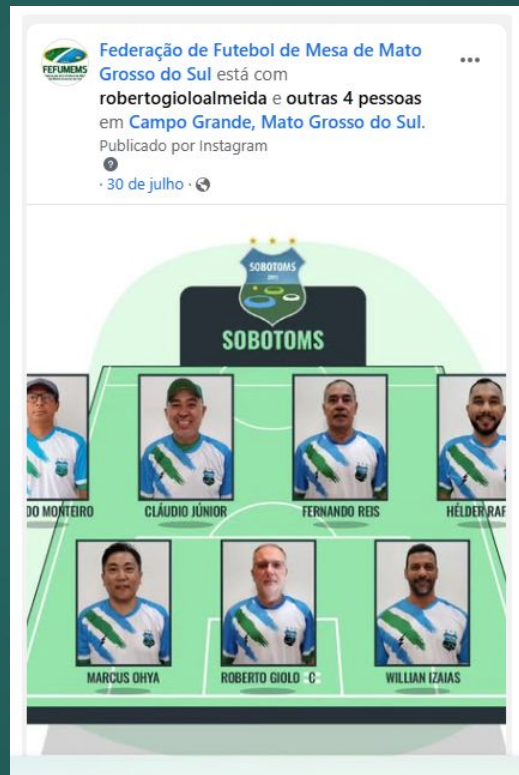 FEFUMEMS
Federação de Futebol de Mesa de Mato
Grosso do Sul está com
robertogioloalmeida e outras 4 pessoas
em Campo Grande, Mato Grosso do Sul.
Publicado por Instagram
· 30 de julho ·
SOBOTOMS
SOBOTOMS
DO MONTEIRO
CLÁUDIO JÚNIOR
FERNANDO REIS
HÉLDER RAF
MARCUS OHYA
ROBERTO GIOLO C
WILLIAN IZAIAS